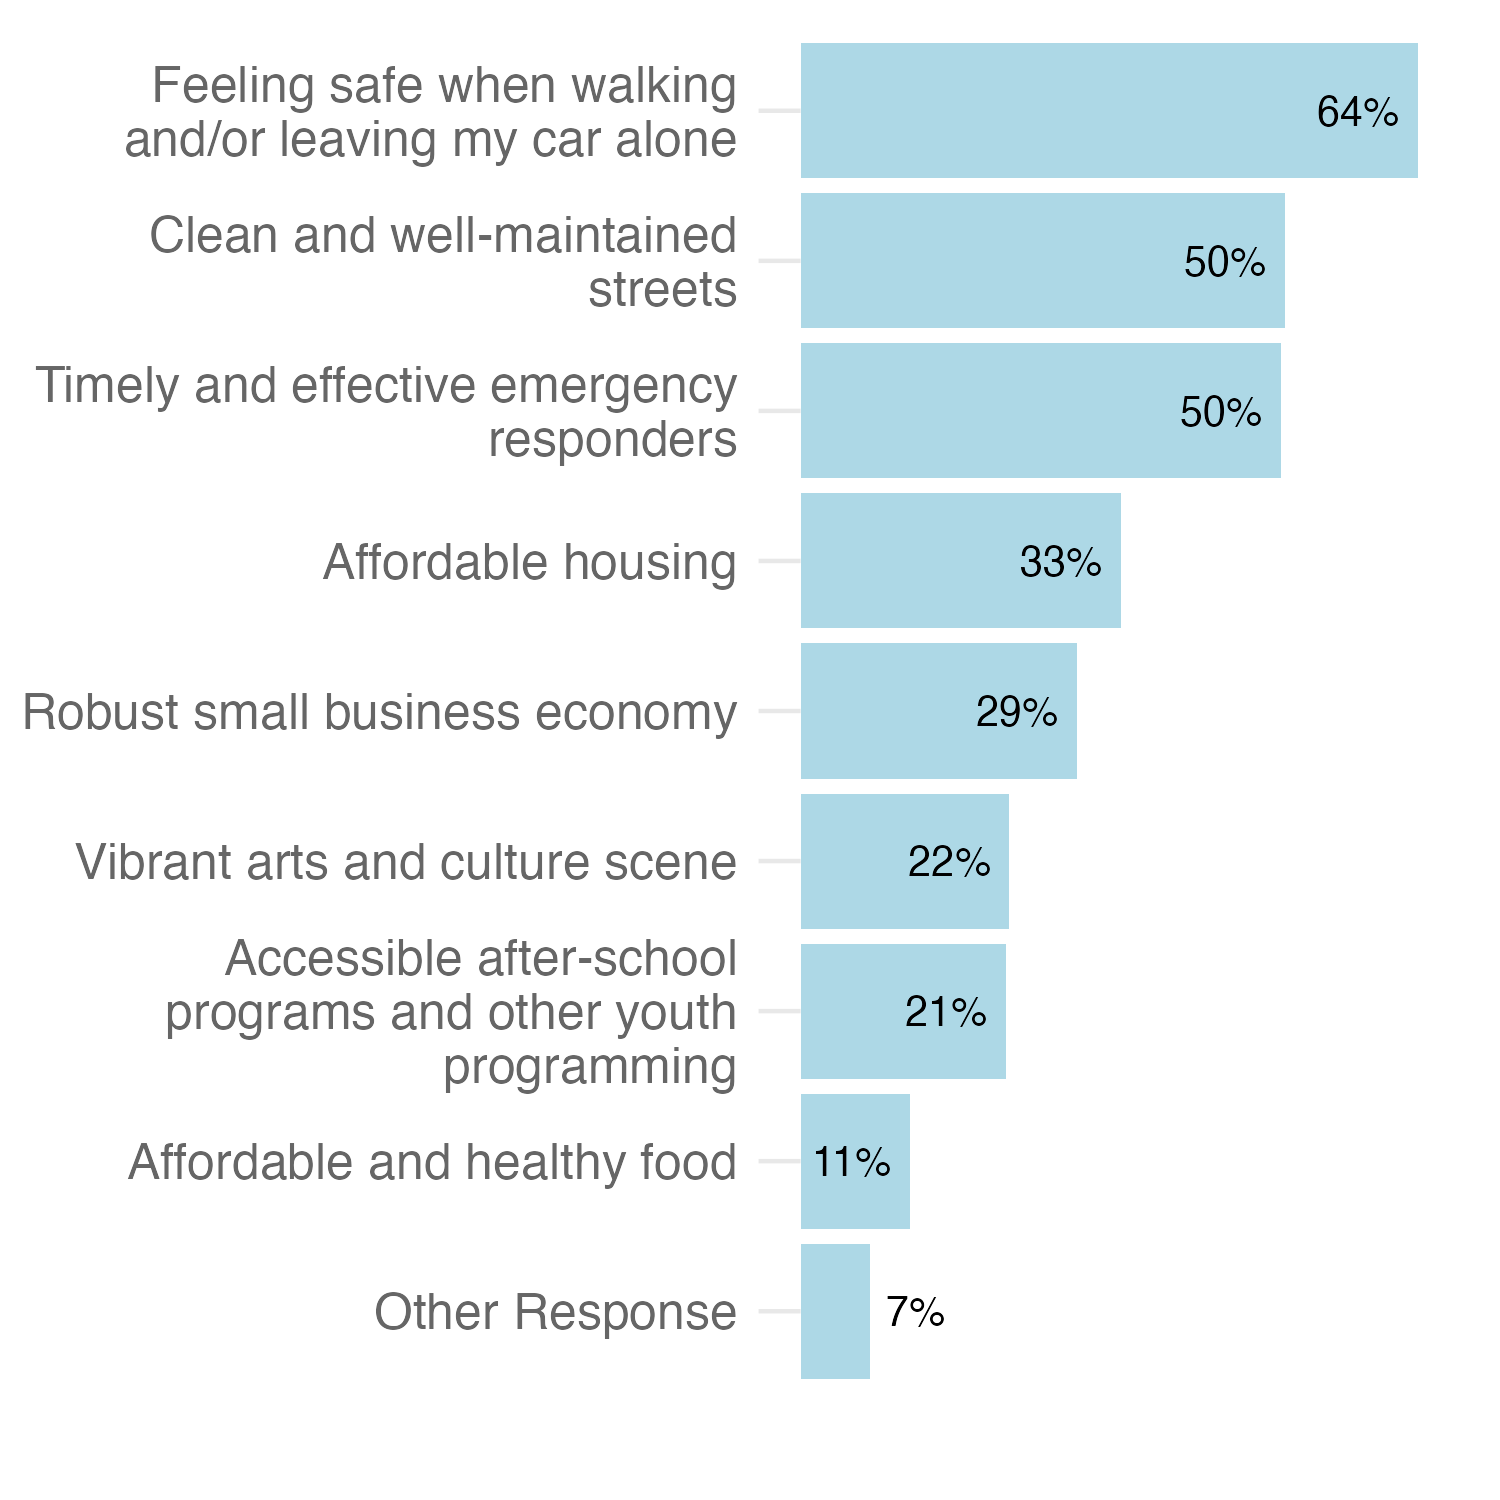 Feeling safe when walking
and/or leaving my car alone
64%
Clean and well-maintained
streets
50%
Timely and effective emergency
responders
50%
Affordable housing
33%
Robust small business economy
29%
Vibrant arts and culture scene
22%
Accessible after-school
programs and other youth
programming
21%
Affordable and healthy food
11%
Other Response
7%